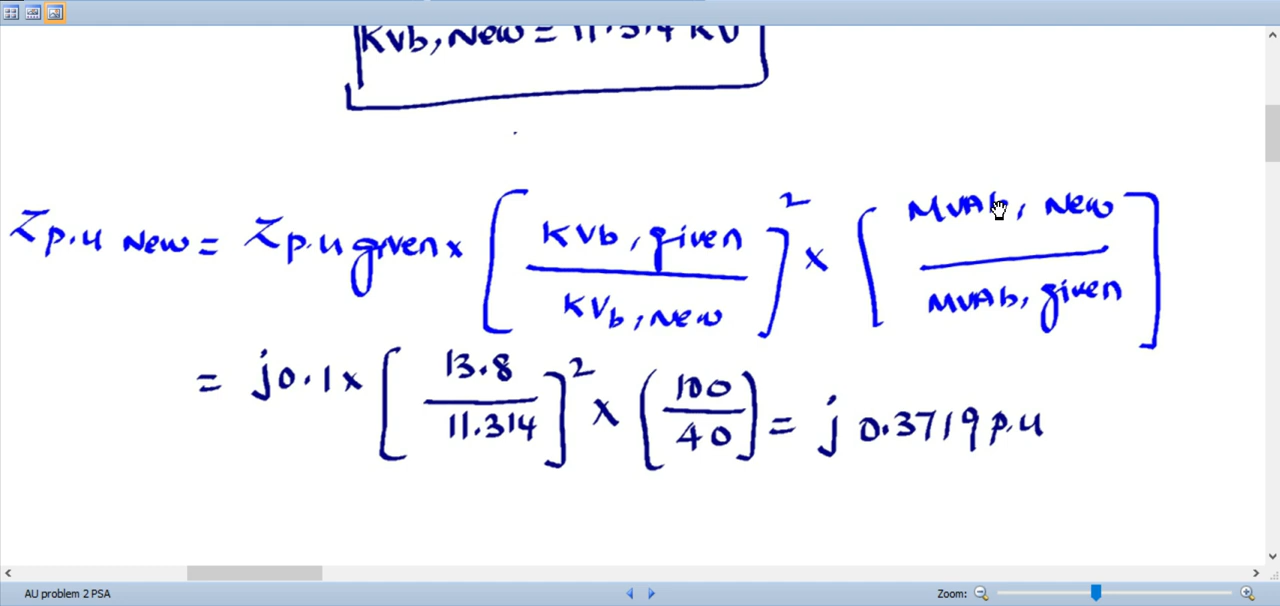 KVb, New = 11.314 KV
Zp.u New = Zp.u given x [ KVb, given / KVb, New ]² x [ MVAb, New / MVAb, given ]
= j0.1 x [ 13.8 / 11.314 ]² x [ 100 / 40 ] = j 0.3719 p.u
AU problem 2 PSA Zoom: